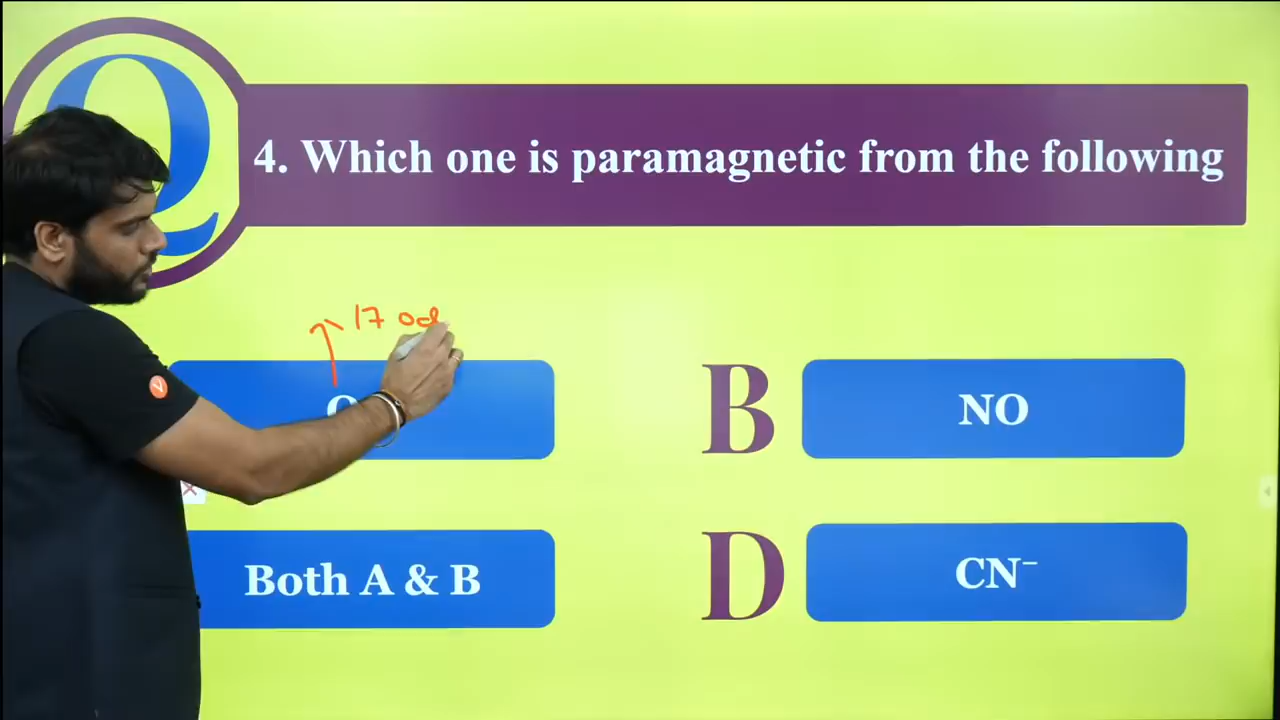 Q
4. Which one is paramagnetic from the following
17 od
B
NO
Both A & B
D
CN⁻